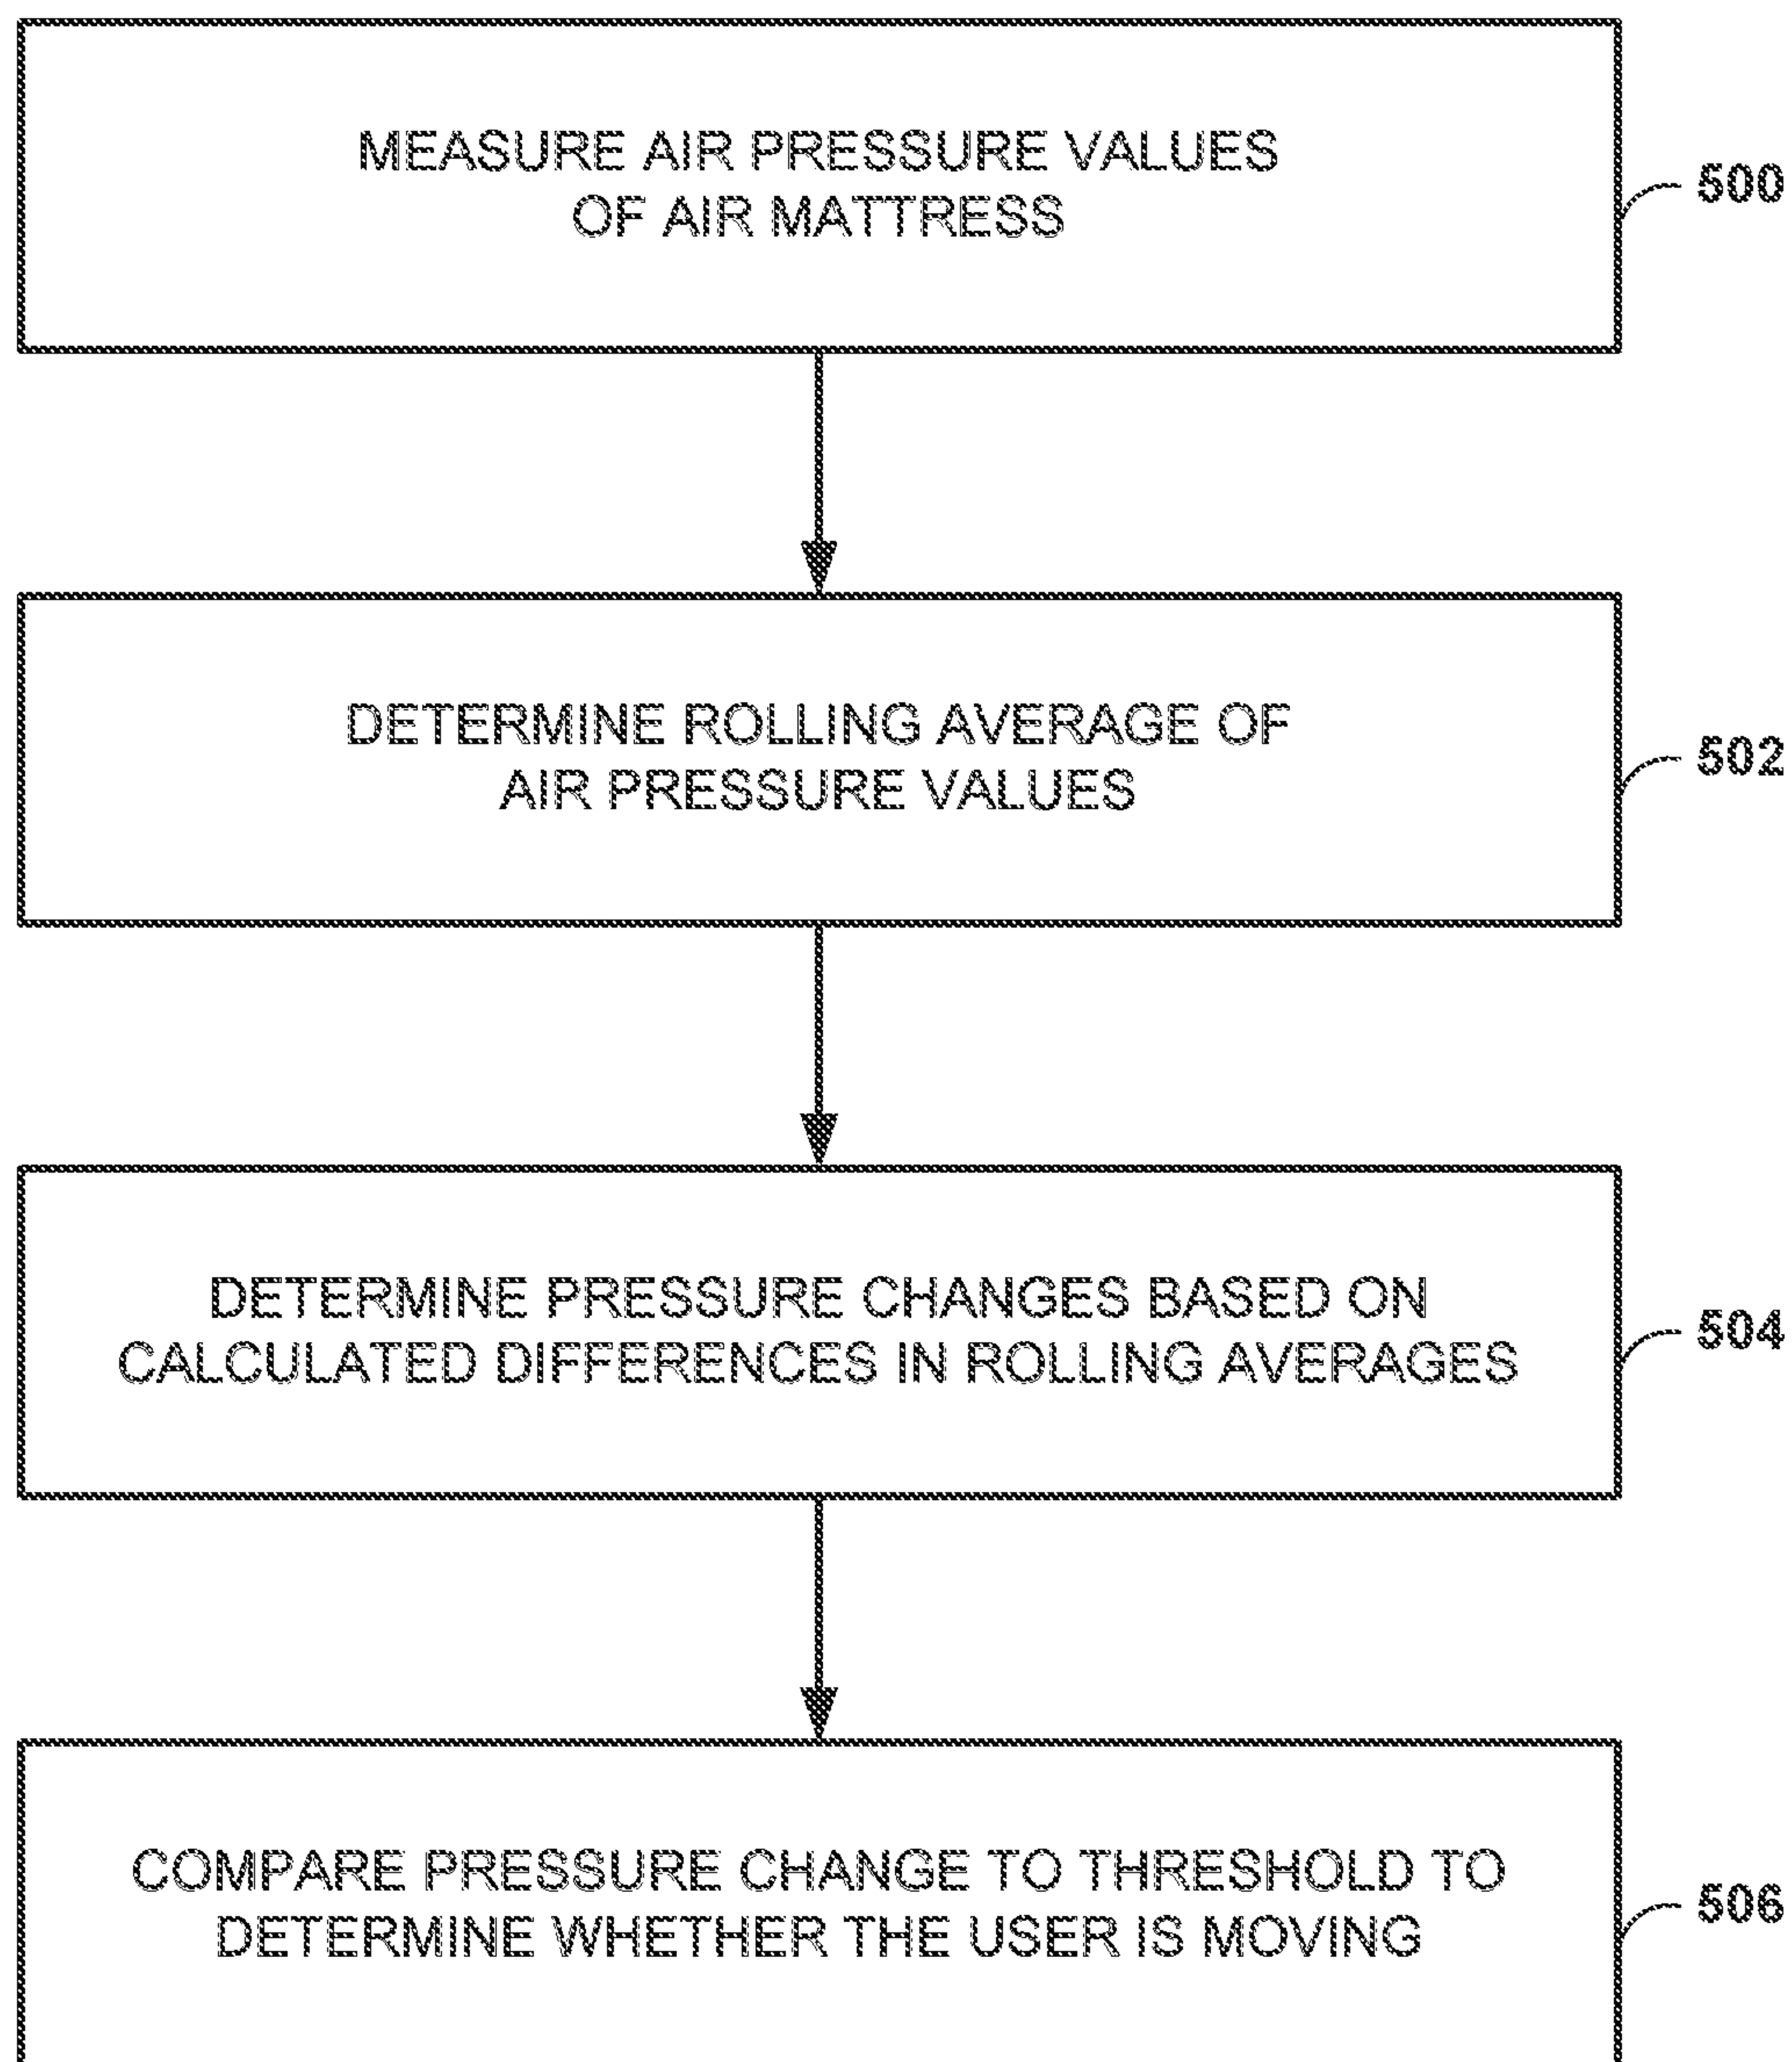 MEASURE AIR PRESSURE VALUES
OF AIR MATTRESS
500
DETERMINE ROLLING AVERAGE OF
AIR PRESSURE VALUES
502
DETERMINE PRESSURE CHANGES BASED ON
CALCULATED DIFFERENCES IN ROLLING AVERAGES
504
COMPARE PRESSURE CHANGE TO THRESHOLD TO
DETERMINE WHETHER THE USER IS MOVING
506